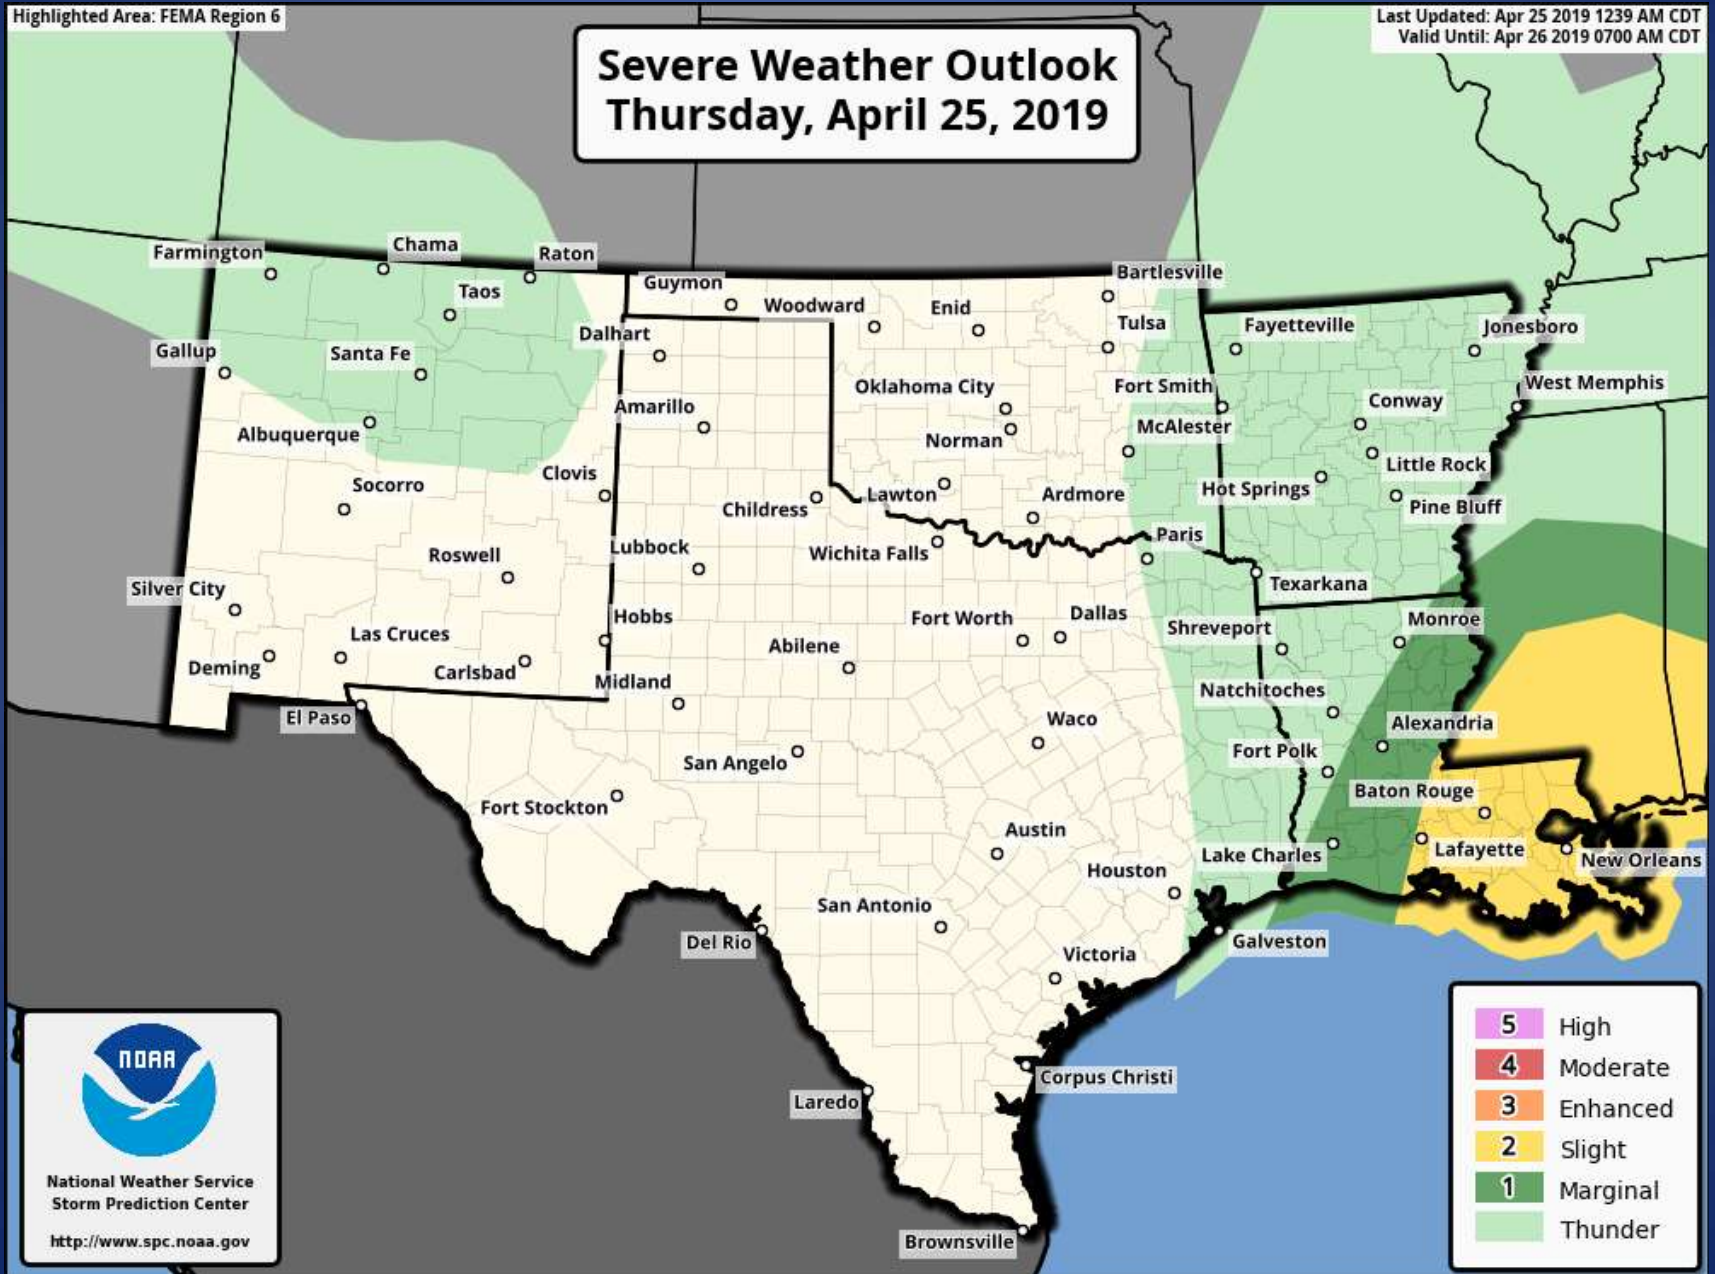 Highlighted Area: FEMA Region 6
Last Updated: Apr 25 2019 1239 AM CDT
Valid Until: Apr 26 2019 0700 AM CDT
Severe Weather Outlook
Thursday, April 25, 2019
Farmington
Chama
Raton
Taos
Guymon
Woodward
Enid
Bartlesville
Tulsa
Fayetteville
Jonesboro
Dalhart
Gallup
Santa Fe
Oklahoma City
Fort Smith
West Memphis
Amarillo
Conway
Albuquerque
Norman
McAlester
Little Rock
Clovis
Socorro
Childress
Lawton
Ardmore
Hot Springs
Pine Bluff
Roswell
Lubbock
Wichita Falls
Paris
Silver City
Texarkana
Hobbs
Fort Worth
Dallas
Shreveport
Monroe
Las Cruces
Abilene
Deming
Carlsbad
Midland
Natchitoches
El Paso
Waco
Alexandria
San Angelo
Fort Polk
Fort Stockton
Baton Rouge
Austin
Lake Charles
Lafayette
New Orleans
Houston
San Antonio
Del Rio
Galveston
Victoria
Corpus Christi
Laredo
Brownsville
NOAA
National Weather Service
Storm Prediction Center
http://www.spc.noaa.gov
5 High
4 Moderate
3 Enhanced
2 Slight
1 Marginal
Thunder